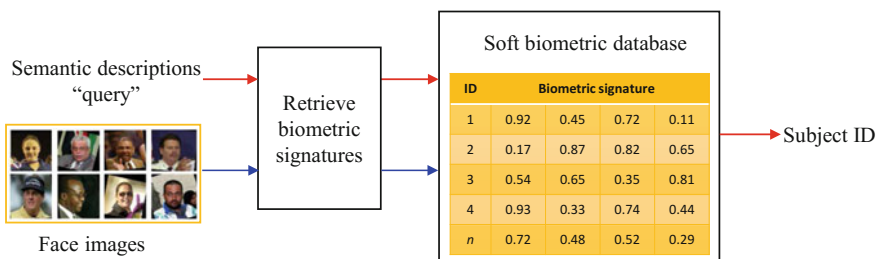 Semantic descriptions
“query”
Face images
Retrieve
biometric
signatures
Soft biometric database
ID Biometric signature
1 0.92 0.45 0.72 0.11
2 0.17 0.87 0.82 0.65
3 0.54 0.65 0.35 0.81
4 0.93 0.33 0.74 0.44
n 0.72 0.48 0.52 0.29
Subject ID